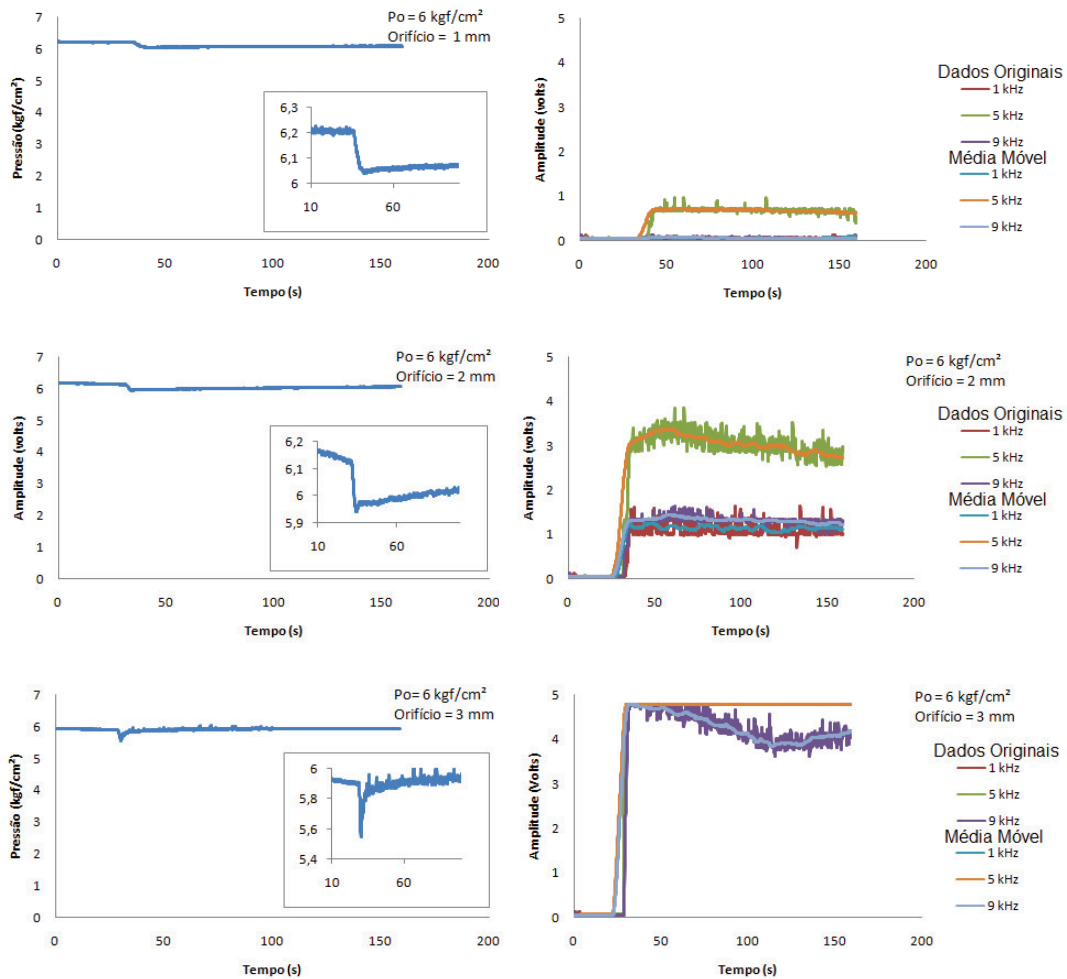 Po = 6 kgf/cm²
Orifício = 1 mm
Pressão(kgf/cm²)
7
6
5
4
3
2
1
0
0 50 100 150 200
Tempo (s)
6,3
6,2
6,1
6
10 60
Amplitude (volts)
5
4
3
2
1
0
0 50 100 150 200
Tempo (s)
Dados Originais
1 kHz
5 kHz
9 kHz
Média Móvel
1 kHz
5 kHz
9 kHz
Po = 6 kgf/cm²
Orifício = 2 mm
Amplitude (volts)
7
6
5
4
3
2
1
0
0 50 100 150 200
Tempo (s)
6,2
6,1
6
5,9
10 60
Po = 6 kgf/cm²
Orifício = 2 mm
Amplitude (volts)
5
4
3
2
1
0
0 50 100 150 200
Tempo (s)
Dados Originais
1 kHz
5 kHz
9 kHz
Média Móvel
1 kHz
5 kHz
9 kHz
Po = 6 kgf/cm²
Orifício = 3 mm
Pressão (kgf/cm²)
7
6
5
4
3
2
1
0
0 50 100 150 200
Tempo (s)
6
5,8
5,6
5,4
10 60
Po = 6 kgf/cm²
Orifício = 3 mm
Amplitude (Volts)
5
4
3
2
1
0
0 50 100 150 200
Tempo (s)
Dados Originais
1 kHz
5 kHz
9 kHz
Média Móvel
1 kHz
5 kHz
9 kHz